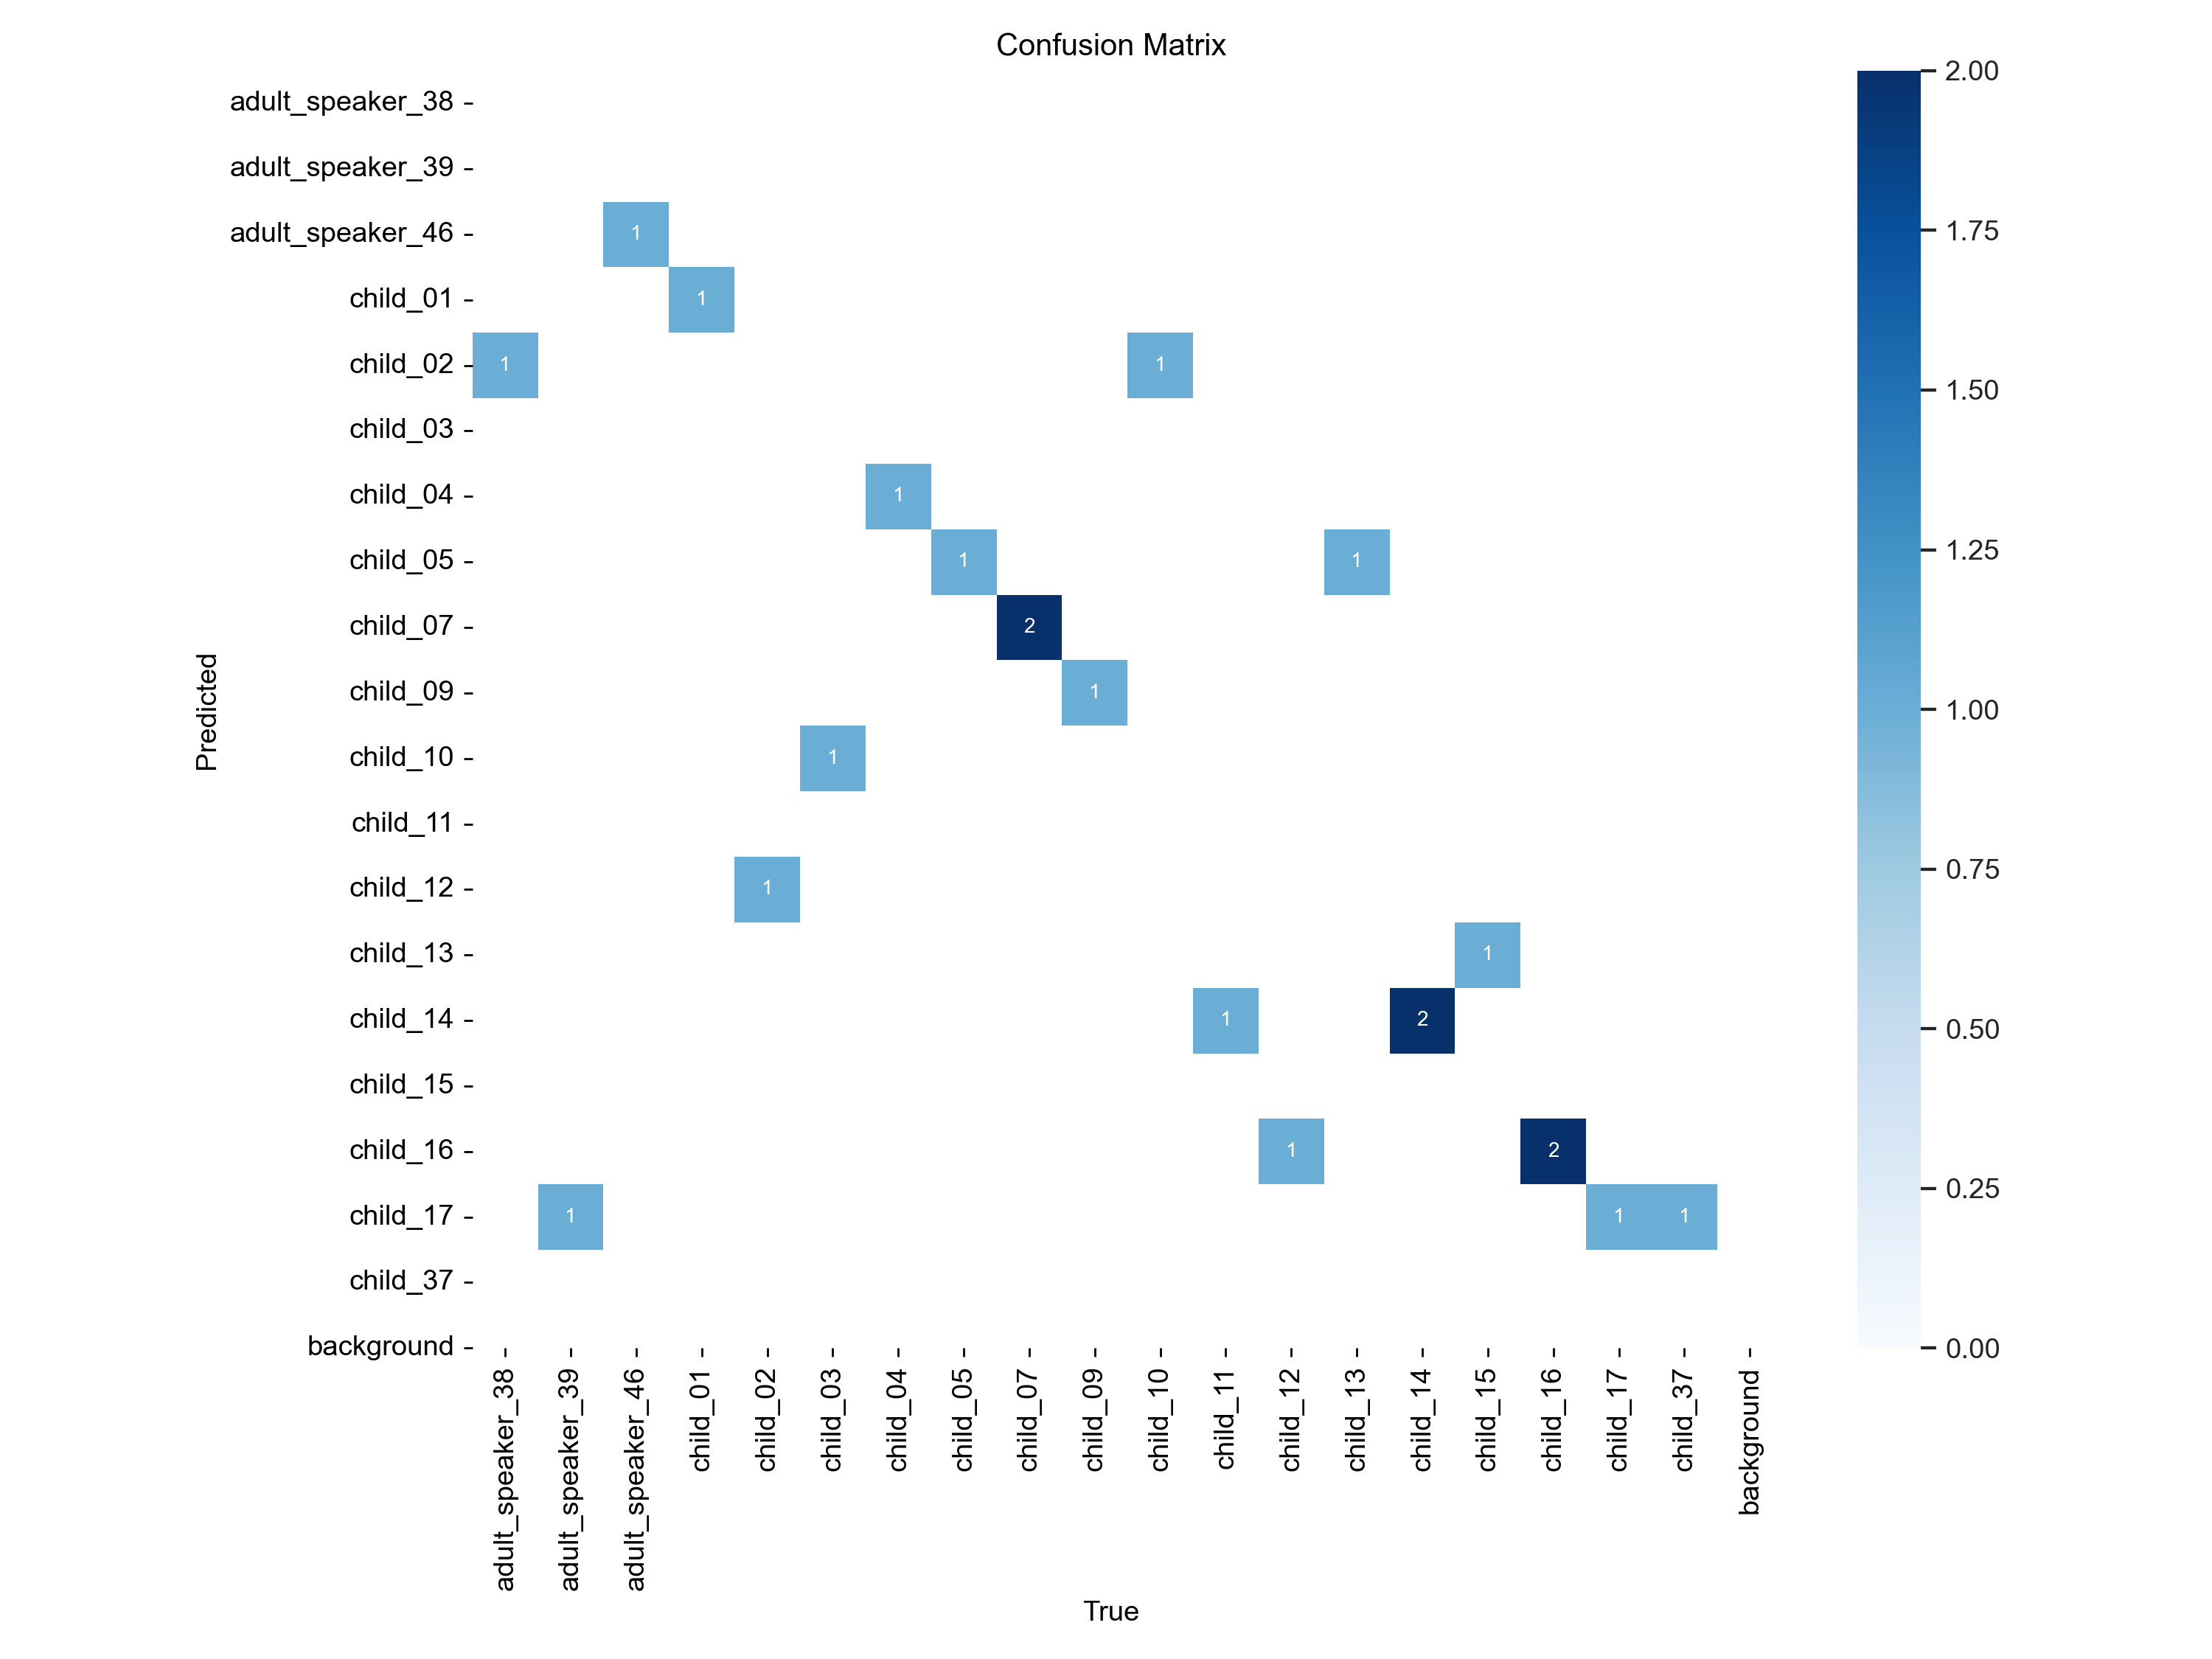 Confusion Matrix
adult_speaker_38
adult_speaker_39
adult_speaker_46
1
child_01
1
child_02
1
1
child_03
child_04
1
child_05
1
1
child_07
2
child_09
1
child_10
1
child_11
child_12
1
child_13
1
child_14
1
2
child_15
child_16
1
2
child_17
1
1
1
child_37
background
Predicted
adult_speaker_38
adult_speaker_39
adult_speaker_46
child_01
child_02
child_03
child_04
child_05
child_07
child_09
child_10
child_11
child_12
child_13
child_14
child_15
child_16
child_17
child_37
background
True
2.00
1.75
1.50
1.25
1.00
0.75
0.50
0.25
0.00